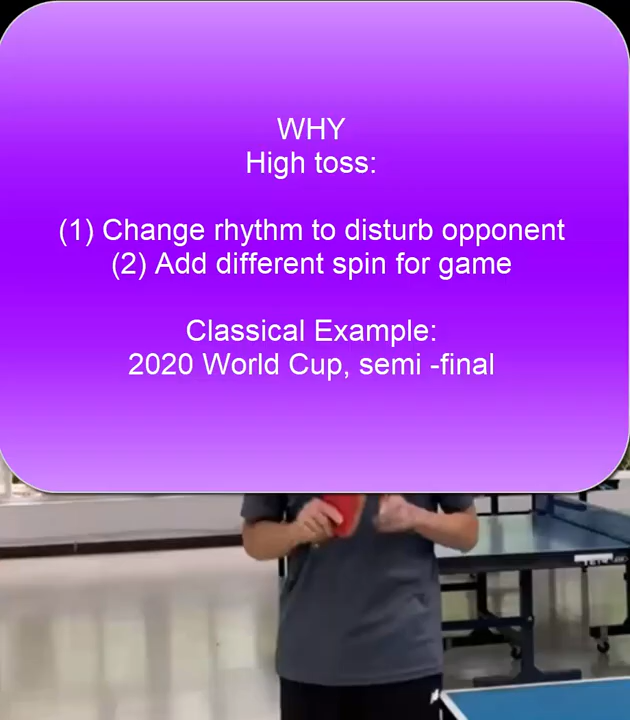 WHY
High toss:
(1) Change rhythm to disturb opponent
(2) Add different spin for game
Classical Example:
2020 World Cup, semi -final